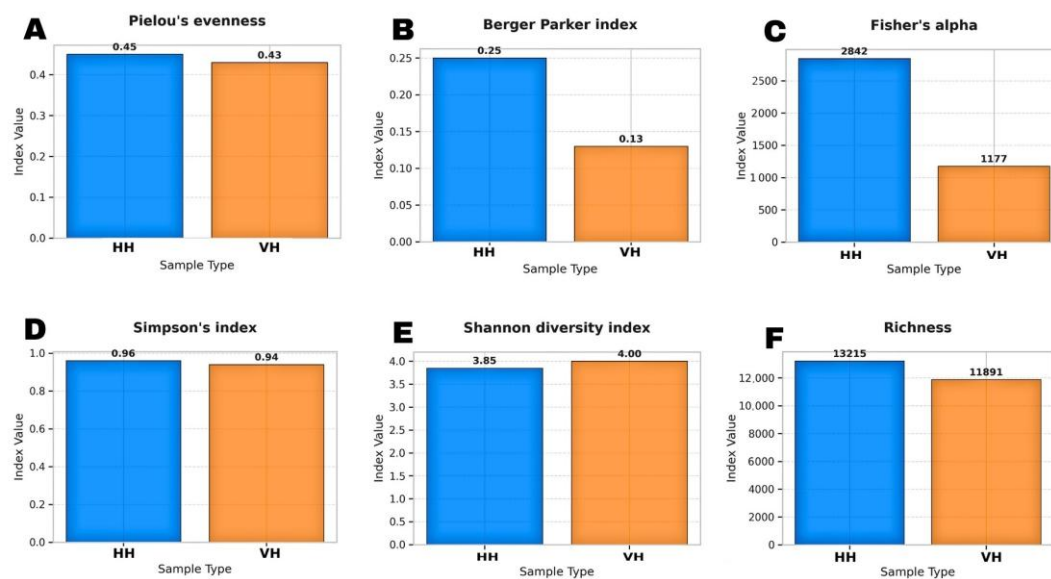 A
Pielou's evenness
0.45
0.43
0.4
0.3
0.2
0.1
0.0
Index Value
HH
VH
Sample Type
B
Berger Parker index
0.25
0.13
0.25
0.20
0.15
0.10
0.05
0.00
Index Value
HH
VH
Sample Type
C
Fisher's alpha
2842
1177
2500
2000
1500
1 000
500
0
Index Value
HH
VH
Sample Type
D
Simpson's index
0.96
0.94
1.0
0.8
0.6
0.4
0.2
0.0
Index Value
HH
VH
Sample Type
E
Shannon diversity index
3.85
4.00
4.0
3.5
3.0
2.5
2.0
1.5
1.0
0.5
0.0
Index Value
HH
VH
Sample Type
F
Richness
13215
11891
12,000
10.000
8000
6000
4000
2000
0
Index Value
HH
VH
Sample Type